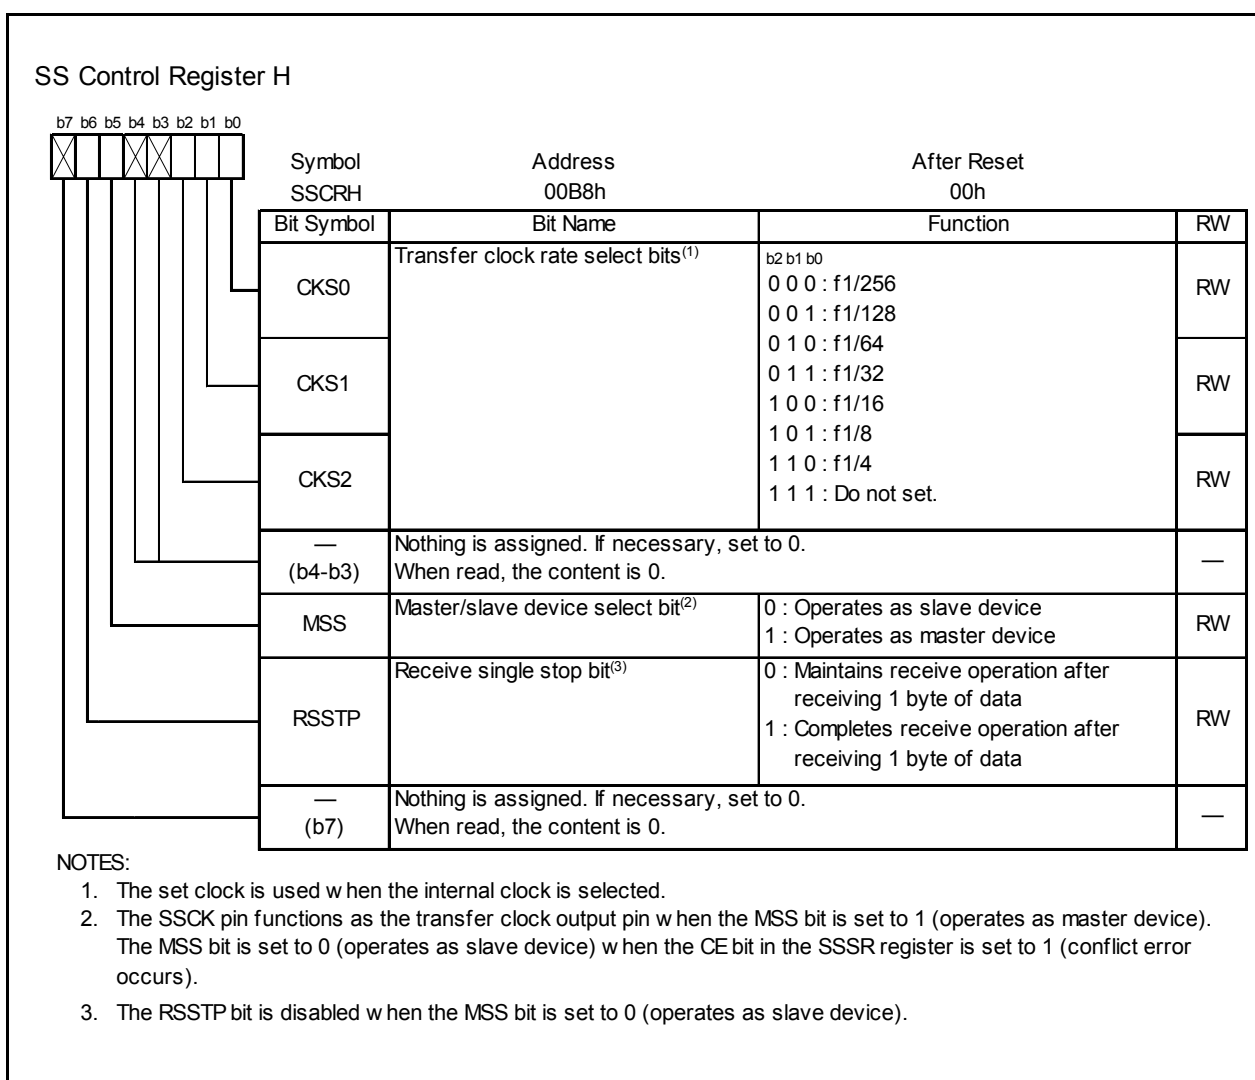 SS Control Register H
b7 b6 b5 b4 b3 b2 b1 b0
Symbol Address After Reset
SSCRH 00B8h 00h
Bit Symbol Bit Name Function RW
CKS0 Transfer clock rate select bits(1) b2 b1 b0
0 0 0 : f1/256 RW
0 0 1 : f1/128
0 1 0 : f1/64
CKS1 0 1 1 : f1/32 RW
1 0 0 : f1/16
1 0 1 : f1/8
CKS2 1 1 0 : f1/4 RW
1 1 1 : Do not set.
— Nothing is assigned. If necessary, set to 0. —
(b4-b3) When read, the content is 0.
MSS Master/slave device select bit(2) 0 : Operates as slave device RW
1 : Operates as master device
Receive single stop bit(3) 0 : Maintains receive operation after
receiving 1 byte of data
RSSTP 1 : Completes receive operation after RW
receiving 1 byte of data
— Nothing is assigned. If necessary, set to 0. —
(b7) When read, the content is 0.
NOTES:
1. The set clock is used when the internal clock is selected.
2. The SSCK pin functions as the transfer clock output pin when the MSS bit is set to 1 (operates as master device).
The MSS bit is set to 0 (operates as slave device) when the CE bit in the SSSR register is set to 1 (conflict error
occurs).
3. The RSSTP bit is disabled when the MSS bit is set to 0 (operates as slave device).